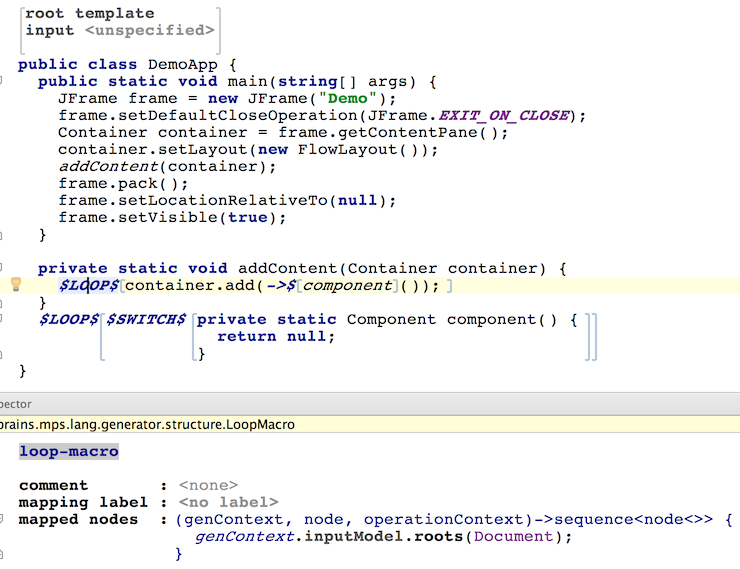 root template
input <unspecified>
public class DemoApp {
public static void main(string[] args) {
JFrame frame = new JFrame("Demo");
frame.setDefaultCloseOperation(JFrame.EXIT_ON_CLOSE);
Container container = frame.getContentPane();
container.setLayout(new FlowLayout());
addContent(container);
frame.pack();
frame.setLocationRelativeTo(null);
frame.setVisible(true);
}
private static void addContent(Container container) {
$LOOP$[container.add(->$[component]()); ]
}
$LOOP$[ $SWITCH$ [private static Component component() { ]]
return null;
}
}
pector
brains.mps.lang.generator.structure.LoopMacro
loop-macro
comment : <none>
mapping label : <no label>
mapped nodes : (genContext, node, operationContext)->sequence<node<>> {
genContext.inputModel.roots(Document);
}